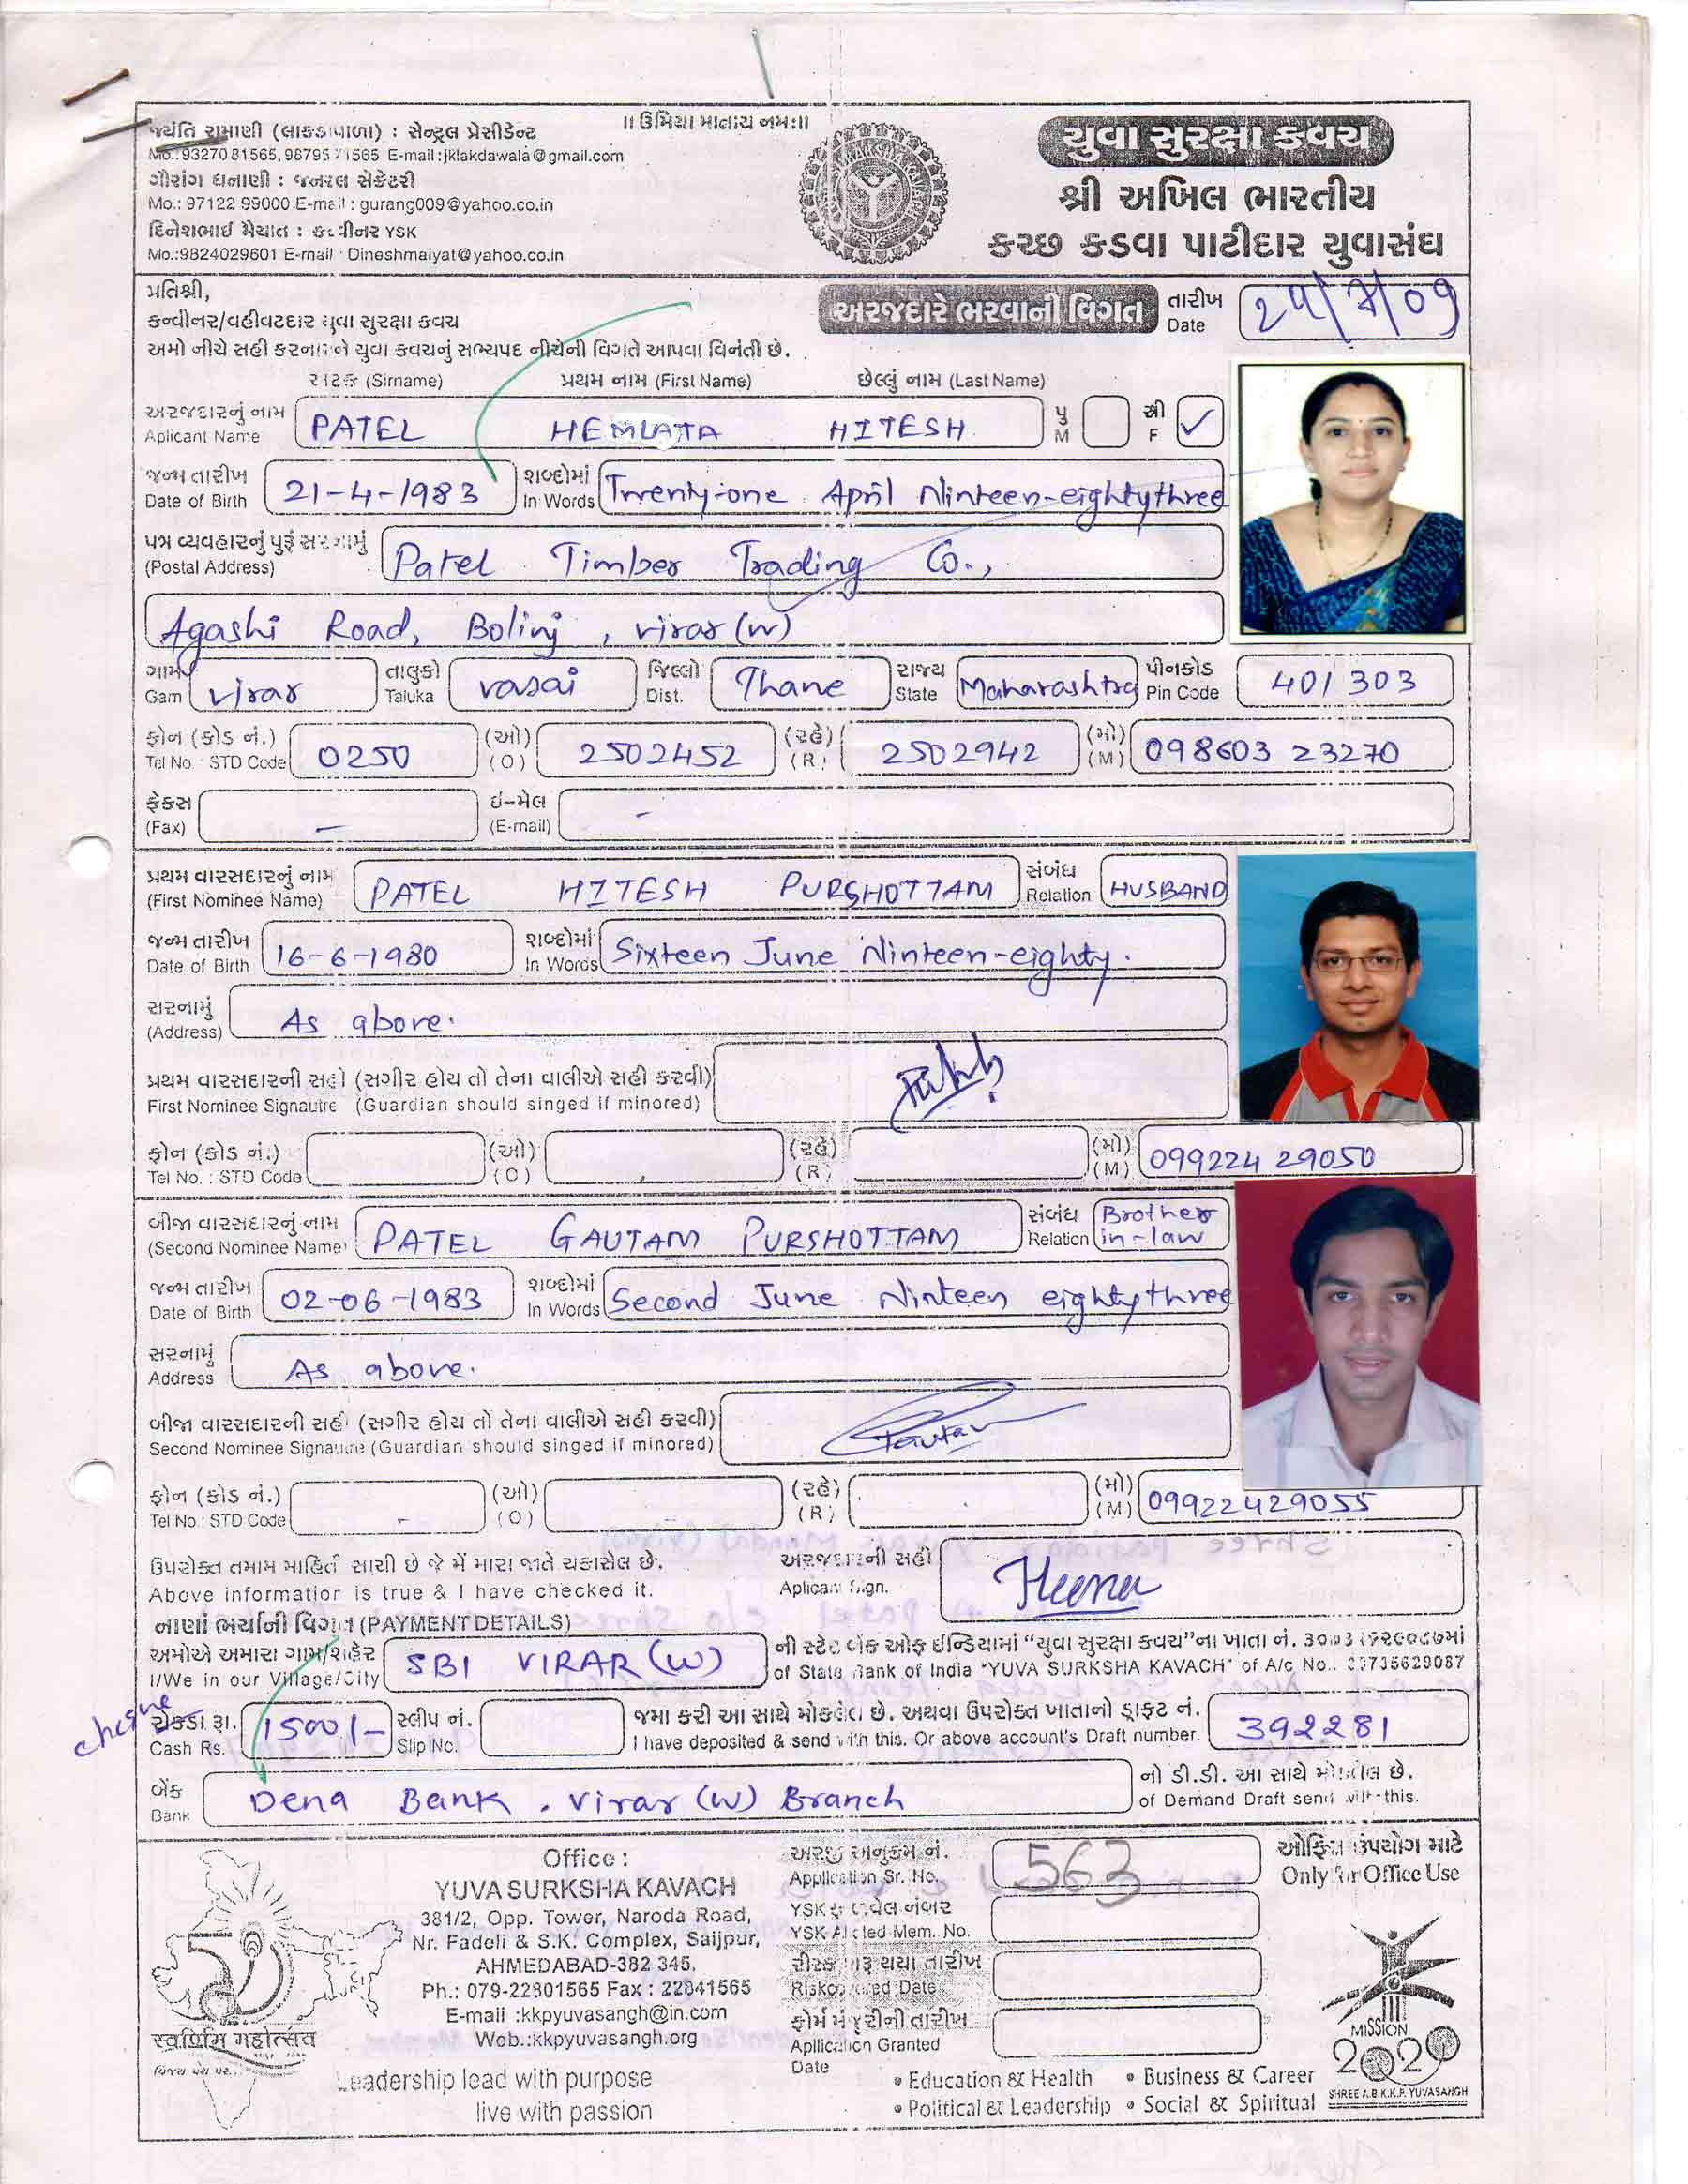 ॥ ઉમિયા માતાય નમઃ॥
જયંતિ રામાણી (લાકડાવાળા) : સેન્ટ્રલ પ્રેસીડેન્ટ
Mo.:9327081565, 9879571565 E-mail:jklakdawala@gmail.com
ગૌરાંગ ધનાણી : જનરલ સેક્રેટરી
Mo.: 97122 99000 E-mail : gurang009@yahoo.co.in
દિનેશભાઈ મૈયાત : કન્વીનર YSK
Mo.:9824029601 E-mail : Dineshmaiyat@yahoo.co.in
યુવા સુરક્ષા કવચ
શ્રી અખિલ ભારતીય
કચ્છ કડવા પાટીદાર યુવાસંઘ
પ્રતિશ્રી,
કન્વીનર/વહીવટદાર યુવા સુરક્ષા કવચ
અમો નીચે સહી કરનારને યુવા કવચનું સભ્યપદ નીચેની વિગતે આપવા વિનંતી છે.
અરજદારે ભરવાની વિગત
તારીખ
Date
(Sirname) પ્રથમ નામ (First Name) છેલ્લું નામ (Last Name)
અરજદારનું નામ
Aplicant Name PATEL HEMLATA HITESH પુ M સ્રી F ✓
જન્મ તારીખ શબ્દોમાં
Date of Birth 21-4-1983 In Words Twenty-one April Ninteen-eightythree
પત્ર વ્યવહારનું પુરૂં સરનામું
(Postal Address) Patel Timber Trading Co.,
Agashi Road, Bolinj, virar (w)
ગામ તાલુકો જિલ્લો રાજ્ય પીનકોડ
Gam virar Taluka vasai Dist. Thane State Maharashtra Pin Code 401 303
ફોન (કોડ નં.) (ઓ) (રહે) (મો)
Tel No. STD Code 0250 (O) 2502452 (R) 2502942 (M) 098603 23270
ફેકસ ઈ-મેલ
(Fax) – (E-mail) -
પ્રથમ વારસદારનું નામ સંબંધ
(First Nominee Name) PATEL HITESH PURSHOTTAM Relation HUSBAND
જન્મ તારીખ શબ્દોમાં
Date of Birth 16-6-1980 In Words Sixteen June Ninteen-eighty.
સરનામું
(Address) As above.
પ્રથમ વારસદારની સહી (સગીર હોય તો તેના વાલીએ સહી કરવી)
First Nominee Signautre (Guardian should singed if minored)
ફોન (કોડ નં.) (ઓ) (રહે) (મો)
Tel No. : STD Code (O) (R) (M) 099224 29050
બીજા વારસદારનું નામ સંબંધ
(Second Nominee Name) PATEL GAUTAM PURSHOTTAM Relation Brother in-law
જન્મ તારીખ શબ્દોમાં
Date of Birth 02-06-1983 In Words Second June Ninteen eightythree
સરનામું
Address As above.
બીજા વારસદારની સહી (સગીર હોય તો તેના વાલીએ સહી કરવી)
Second Nominee Signautre (Guardian should singed if minored) Gautam
ફોન (કોડ નં.) (ઓ) (રહે) (મો)
Tel No.: STD Code - (O) (R) (M) 09922429055
ઉપરોક્ત તમામ માહિતી સાચી છે જે મેં મારા જાતે ચકાસેલ છે. અરજદારની સહી
Above information is true & I have checked it. Aplicant Sign. Heena
નાણાં ભર્યાની વિગત (PAYMENT DETAILS)
અમોએ અમારા ગામ/શહેર ની સ્ટેટ બેંક ઓફ ઈન્ડિયામાં "યુવા સુરક્ષા કવચ"ના ખાતા નં.
I/We in our Village/City SBI VIRAR (W) of State Bank of India "YUVA SURKSHA KAVACH" of A/c No..
cheque
રોકડા રૂા. સ્લીપ નં. જમા કરી આ સાથે મોકલેલ છે. અથવા ઉપરોક્ત ખાતાનો ડ્રાફ્ટ નં.
Cash Rs. 1500/- Slip No. I have deposited & send with this. Or above account's Draft number. 392281
બેંક નો ડી.ડી. આ સાથે મોકલેલ છે.
Bank Dena Bank, Virar (W) Branch of Demand Draft send with this.
Office :
YUVA SURKSHA KAVACH
381/2, Opp. Tower, Naroda Road,
Nr. Fadeli & S.K. Complex, Saijpur,
AHMEDABAD-382 345.
Ph.: 079-22801565 Fax : 22841565
E-mail :kkpyuvasangh@in.com
Web.:kkpyuvasangh.org
Leadership lead with purpose
live with passion
સ્વર્ણિમ મહોત્સવ
અરજી અનુક્રમ નં.
Application Sr. No. 563
ઓફિસ ઉપયોગ માટે
Only for Office Use
YSK નંબર
YSK Alloted Mem. No.
તારીખ
Date
ફોર્મ મંજુરીની તારીખ
Apllication Granted
Date
• Education & Health • Business & Career
• Political & Leadership • Social & Spiritual
MISSION
2020
SHREE A.B.K.K.P. YUVASANGH